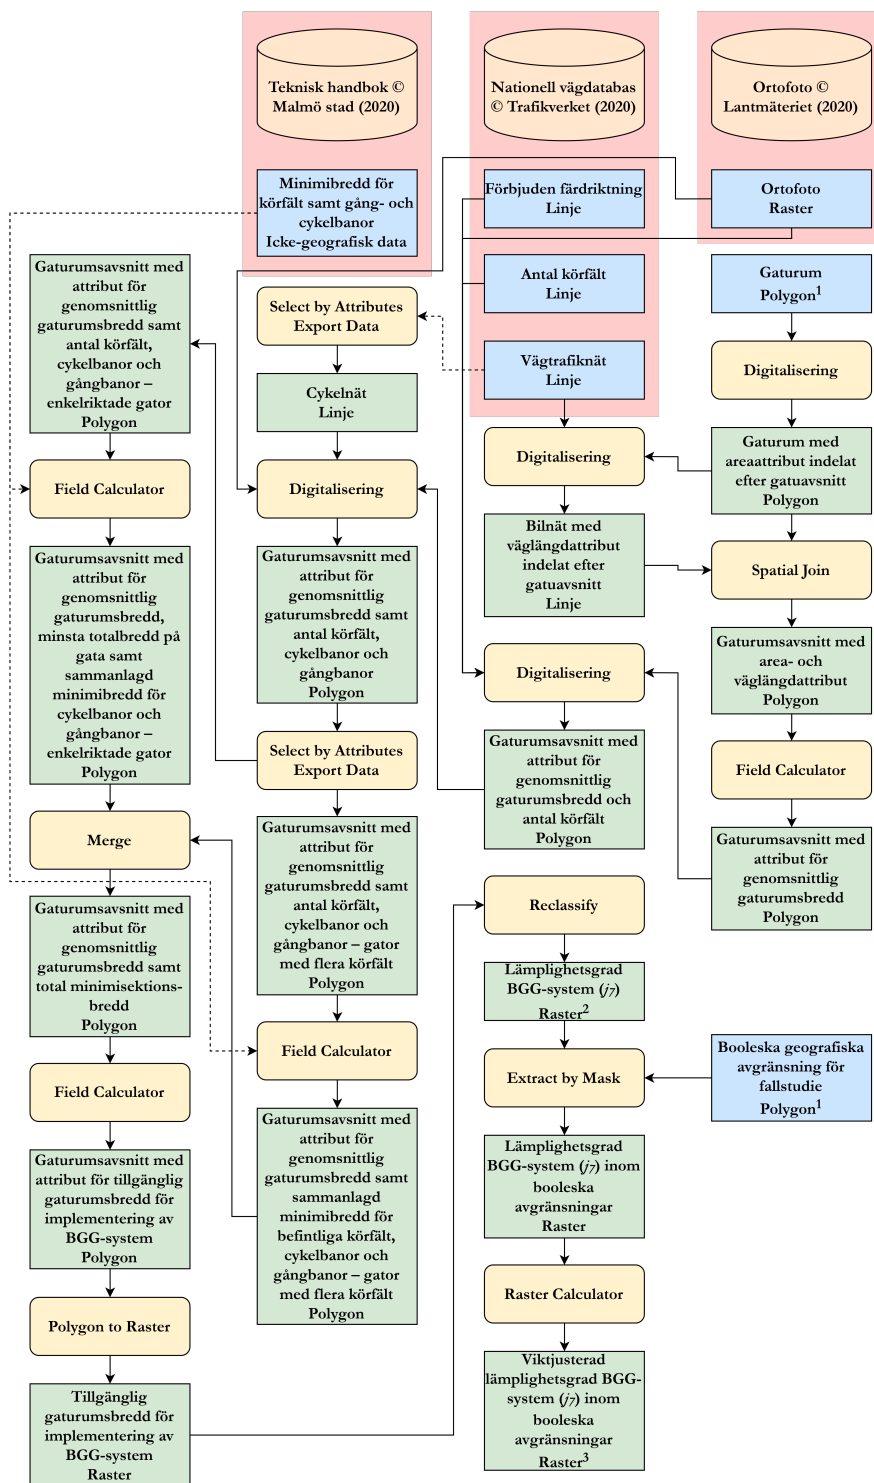 Teknisk handbok ©
Malmö stad (2020)
Nationell vägdatabas
© Trafikverket (2020)
Ortofoto ©
Lantmäteriet (2020)
Minimibredd för
körfält samt gång- och
cykelbanor
Icke-geografisk data
Förbjuden färdriktning
Linje
Ortofoto
Raster
Gaturumsavsnitt med
attribut för
genomsnittlig
gaturumsbredd samt
antal körfält,
cykelbanor och
gångbanor –
enkelriktade gator
Polygon
Select by Attributes
Export Data
Antal körfält
Linje
Gaturum
Polygon1
Vägtrafiknät
Linje
Digitalisering
Cykelnät
Linje
Digitalisering
Gaturum med
areaattribut indelat
efter gatuavsnitt
Polygon
Field Calculator
Digitalisering
Bilnät med
väglängdattribut
indelat efter
gatuavsnitt
Linje
Spatial Join
Gaturumsavsnitt med
attribut för
genomsnittlig
gaturumsbredd,
minsta totalbredd på
gata samt
sammanlagd
minimibredd för
cykelbanor och
gångbanor –
enkelriktade gator
Polygon
Gaturumsavsnitt med
attribut för
genomsnittlig
gaturumsbredd samt
antal körfält,
cykelbanor och
gångbanor
Polygon
Digitalisering
Gaturumsavsnitt med
area- och
väglängdattribut
Polygon
Select by Attributes
Export Data
Gaturumsavsnitt med
attribut för
genomsnittlig
gaturumsbredd och
antal körfält
Polygon
Field Calculator
Merge
Gaturumsavsnitt med
attribut för
genomsnittlig
gaturumsbredd samt
antal körfält,
cykelbanor och
gångbanor – gator
med flera körfält
Polygon
Gaturumsavsnitt med
attribut för
genomsnittlig
gaturumsbredd
Polygon
Gaturumsavsnitt med
attribut för
genomsnittlig
gaturumsbredd samt
total minimisektions-
bredd
Polygon
Reclassify
Lämplighetsgrad
BGG-system (j7)
Raster2
Field Calculator
Field Calculator
Extract by Mask
Booleska geografiska
avgränsning för
fallstudie
Polygon1
Gaturumsavsnitt med
attribut för tillgänglig
gaturumsbredd för
implementering av
BGG-system
Polygon
Gaturumsavsnitt med
attribut för
genomsnittlig
gaturumsbredd samt
sammanlagd
minimibredd för
befintliga körfält,
cykelbanor och
gångbanor – gator
med flera körfält
Polygon
Lämplighetsgrad
BGG-system (j7) inom
booleska
avgränsningar
Raster
Polygon to Raster
Raster Calculator
Tillgänglig
gaturumsbredd för
implementering av
BGG-system
Raster
Viktjusterad
lämplighetsgrad BGG-
system (j7) inom
booleska
avgränsningar
Raster3